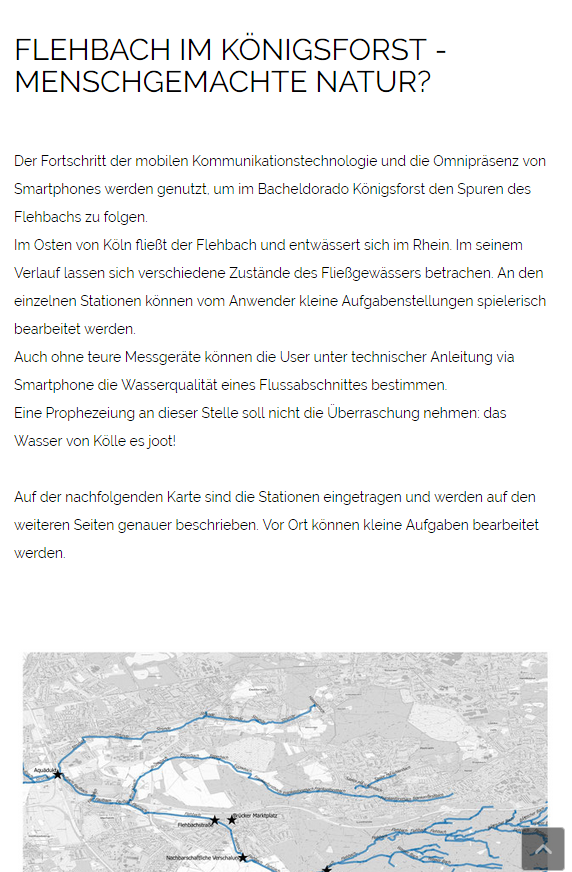 FLEHBACH IM KÖNIGSFORST -
MENSCHGEMACHTE NATUR?
Der Fortschritt der mobilen Kommunikationstechnologie und die Omnipräsenz von
Smartphones werden genutzt, um im Bacheldorado Königsforst den Spuren des
Flehbachs zu folgen.
Im Osten von Köln fließt der Flehbach und entwässert sich im Rhein. Im seinem
Verlauf lassen sich verschiedene Zustände des Fließgewässers betrachen. An den
einzelnen Stationen können vom Anwender kleine Aufgabenstellungen spielerisch
bearbeitet werden.
Auch ohne teure Messgeräte können die User unter technischer Anleitung via
Smartphone die Wasserqualität eines Flussabschnittes bestimmen.
Eine Prophezeiung an dieser Stelle soll nicht die Überraschung nehmen: das
Wasser von Kölle es joot!
Auf der nachfolgenden Karte sind die Stationen eingetragen und werden auf den
weiteren Seiten genauer beschrieben. Vor Ort können kleine Aufgaben bearbeitet
werden.
Aquädukt
Brücker Marktplatz
Flehbachstraße
Nachbarschaftliche Verschalung